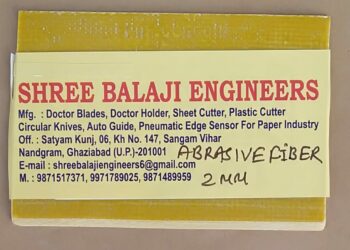 SHREE BALAJI ENGINEERS
Mfg. : Doctor Blades, Doctor Holder, Sheet Cutter, Plastic Cutter
Circular Knives, Auto Guide, Pneumatic Edge Sensor For Paper Industry
Off. : Satyam Kunj, 06, Kh No. 147, Sangam Vihar
Nandgram, Ghaziabad (U.P.)-201001 ABRASIVE FIBER
E-mail : shreebalajiengineers6@gmail.com
M. : 9871517371, 9971789025, 9871489959 2 MM